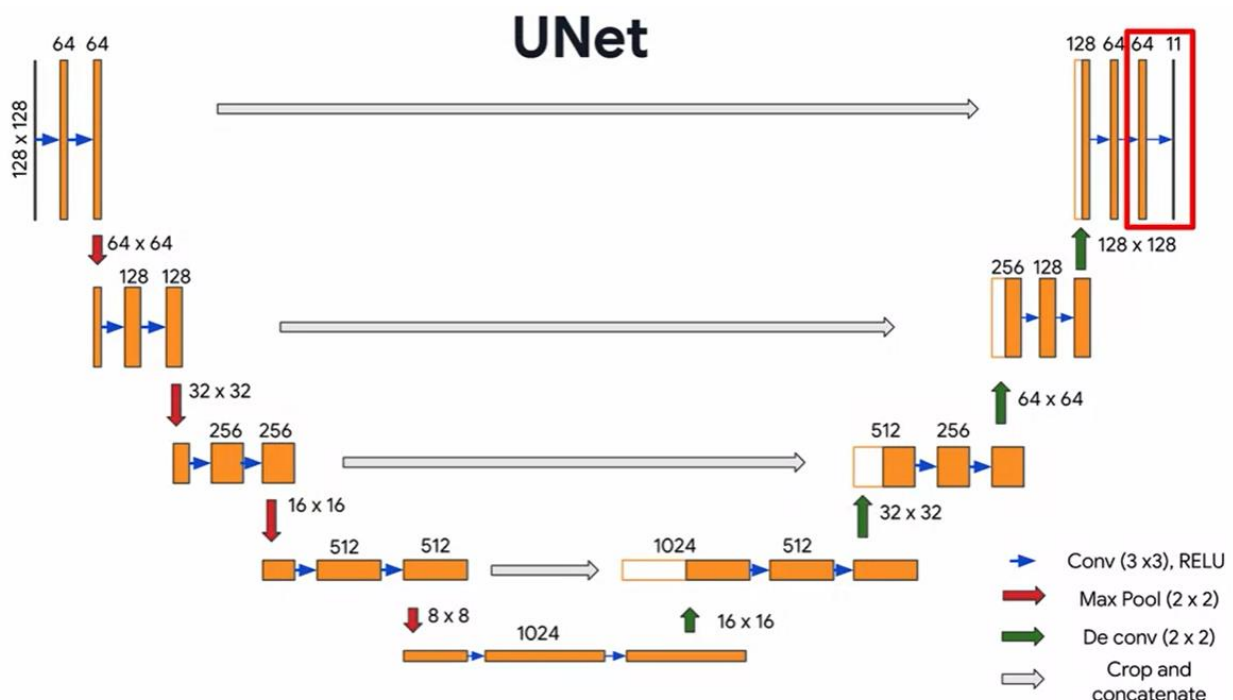 UNet
64 64
128 x 128
128 64 64 11
64 x 64
128 x 128
128 128
256 128
32 x 32
64 x 64
256 256
512 256
16 x 16
32 x 32
512 512
1024 512
8 x 8
16 x 16
1024
Conv (3 x3), RELU
Max Pool (2 x 2)
De conv (2 x 2)
Crop and
concatenate